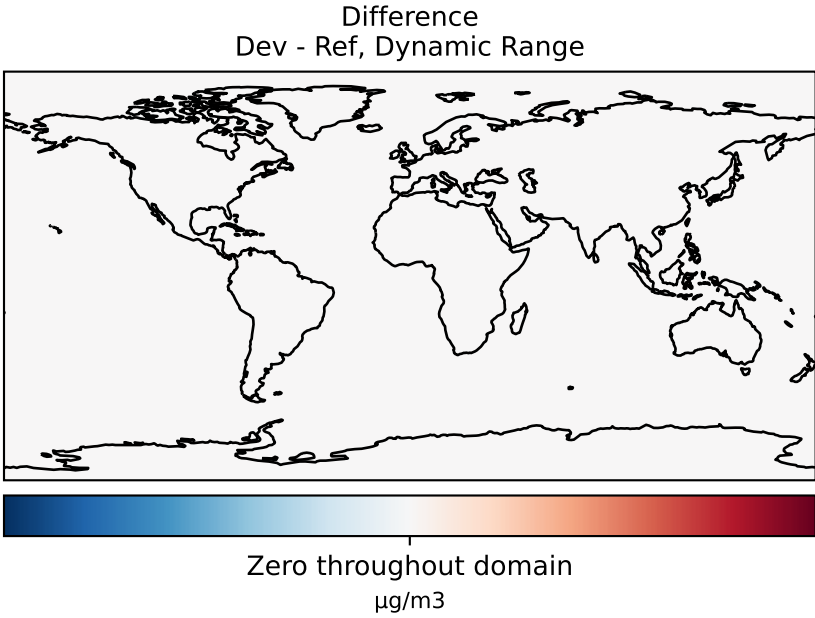 Difference
Dev - Ref, Dynamic Range
Zero throughout domain
μg/m3